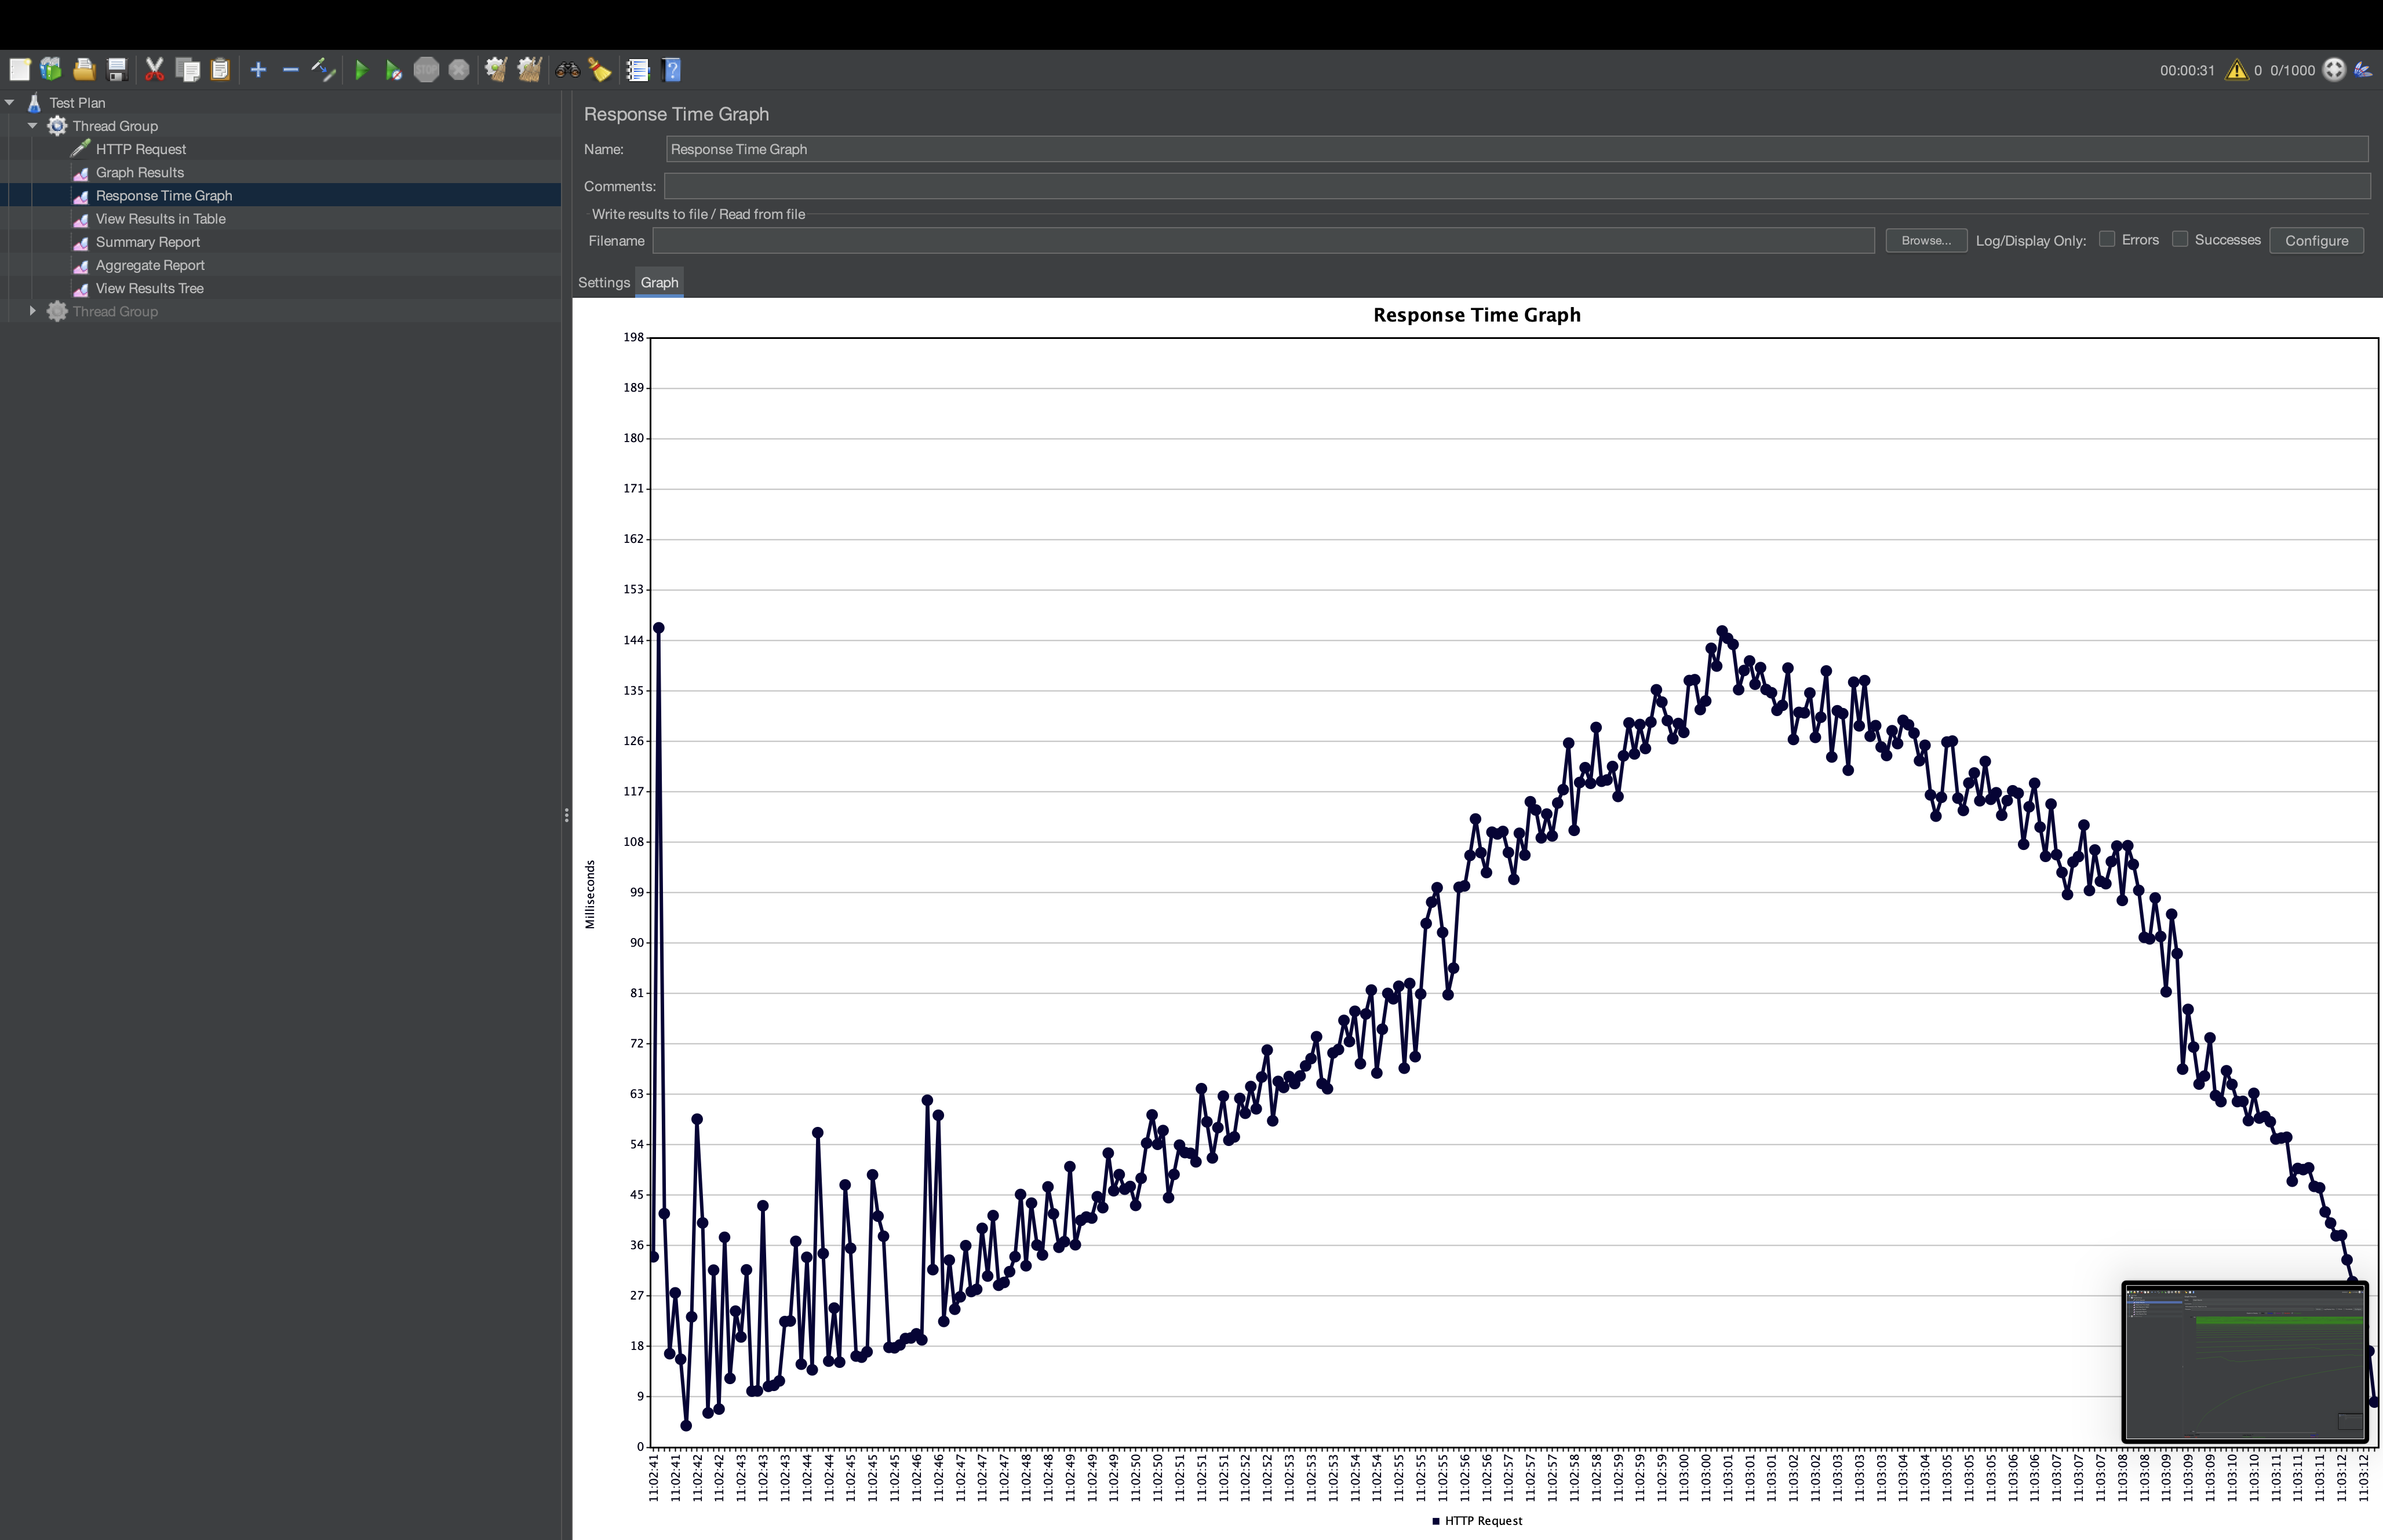 STOP
00:00:31 0 0/1000
Test Plan
Thread Group
HTTP Request
Graph Results
Response Time Graph
View Results in Table
Summary Report
Aggregate Report
View Results Tree
Thread Group
Response Time Graph
Name: Response Time Graph
Comments:
Write results to file / Read from file
Filename Browse... Log/Display Only: Errors Successes Configure
Settings Graph
Response Time Graph
198
189
180
171
162
153
144
135
126
117
108
99
90
81
72
63
54
45
36
27
18
9
0
Milliseconds
11:02:41 11:02:41 11:02:42 11:02:42 11:02:43 11:02:43 11:02:43 11:02:44 11:02:44 11:02:45 11:02:45 11:02:45 11:02:46 11:02:46 11:02:47 11:02:47 11:02:47 11:02:48 11:02:48 11:02:49 11:02:49 11:02:49 11:02:50 11:02:50 11:02:51 11:02:51 11:02:51 11:02:52 11:02:52 11:02:53 11:02:53 11:02:53 11:02:54 11:02:54 11:02:55 11:02:55 11:02:55 11:02:56 11:02:56 11:02:57 11:02:57 11:02:57 11:02:58 11:02:58 11:02:59 11:02:59 11:02:59 11:03:00 11:03:00 11:03:01 11:03:01 11:03:01 11:03:02 11:03:02 11:03:03 11:03:03 11:03:03 11:03:04 11:03:04 11:03:05 11:03:05 11:03:05 11:03:06 11:03:06 11:03:07 11:03:07 11:03:07 11:03:08 11:03:08 11:03:09 11:03:09 11:03:09 11:03:10 11:03:10 11:03:11 11:03:11 11:03:11 11:03:12 11:03:12
HTTP Request